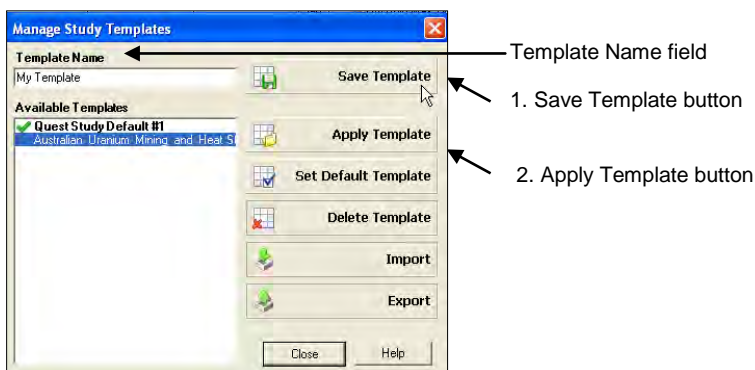 Manage Study Templates
Template Name
My Template
Save Template
Available Templates
Quest Study Default #1
Australian Uranium Mining and Heat S
Apply Template
Set Default Template
Delete Template
Import
Export
Close
Help
Template Name field
1. Save Template button
2. Apply Template button